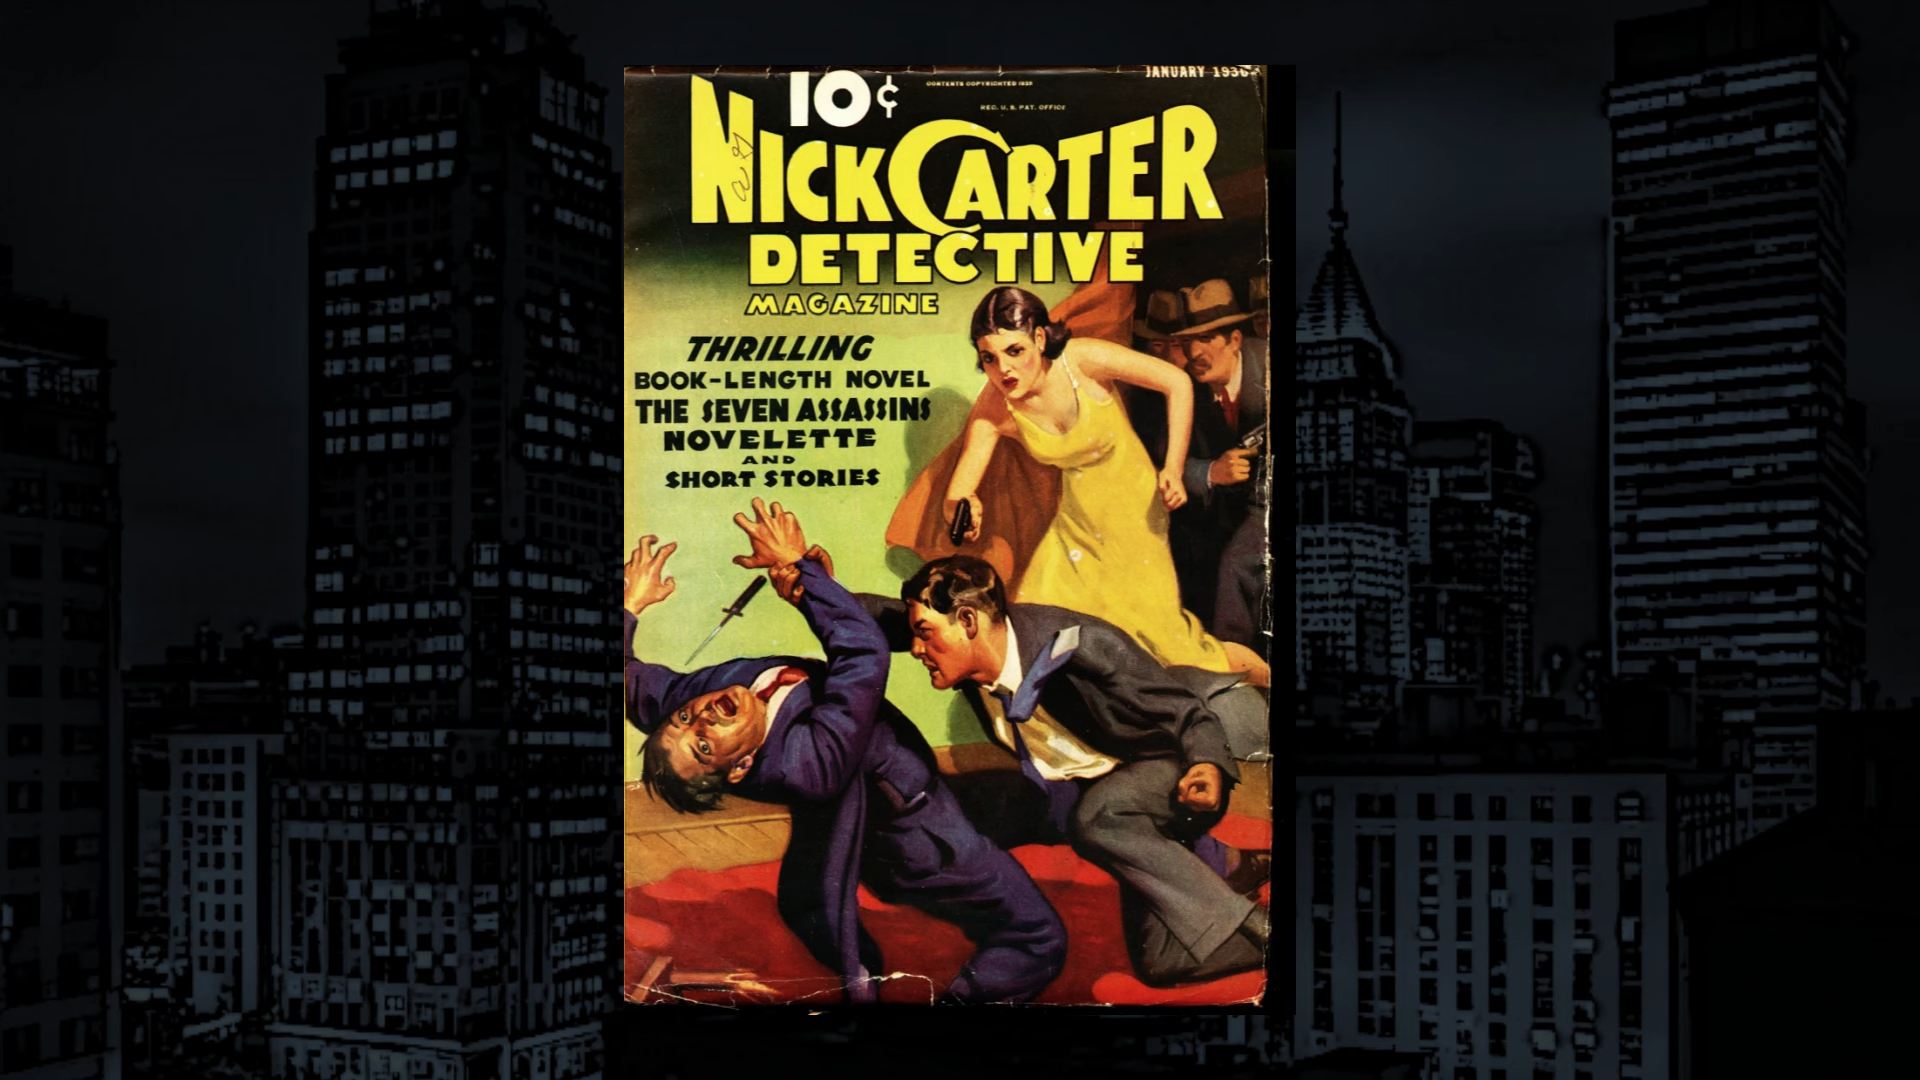 JANUARY 1936
10¢
CONTENTS COPYRIGHTED 1935
REG. U. S. PAT. OFFICE
NICK CARTER
DETECTIVE
MAGAZINE
THRILLING
BOOK-LENGTH NOVEL
THE SEVEN ASSASSINS
NOVELETTE
AND
SHORT STORIES